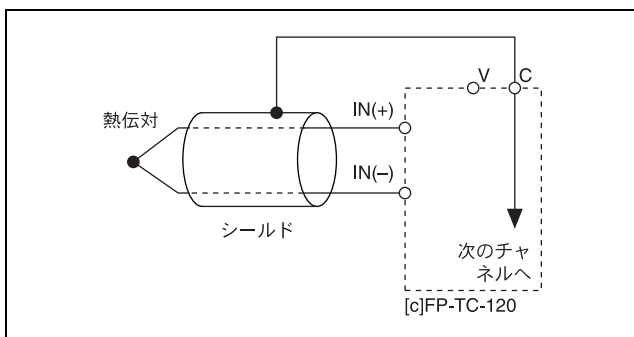 V
C
熱伝対
IN(+)
IN(–)
シールド
次のチャ
ネルへ
[c]FP-TC-120